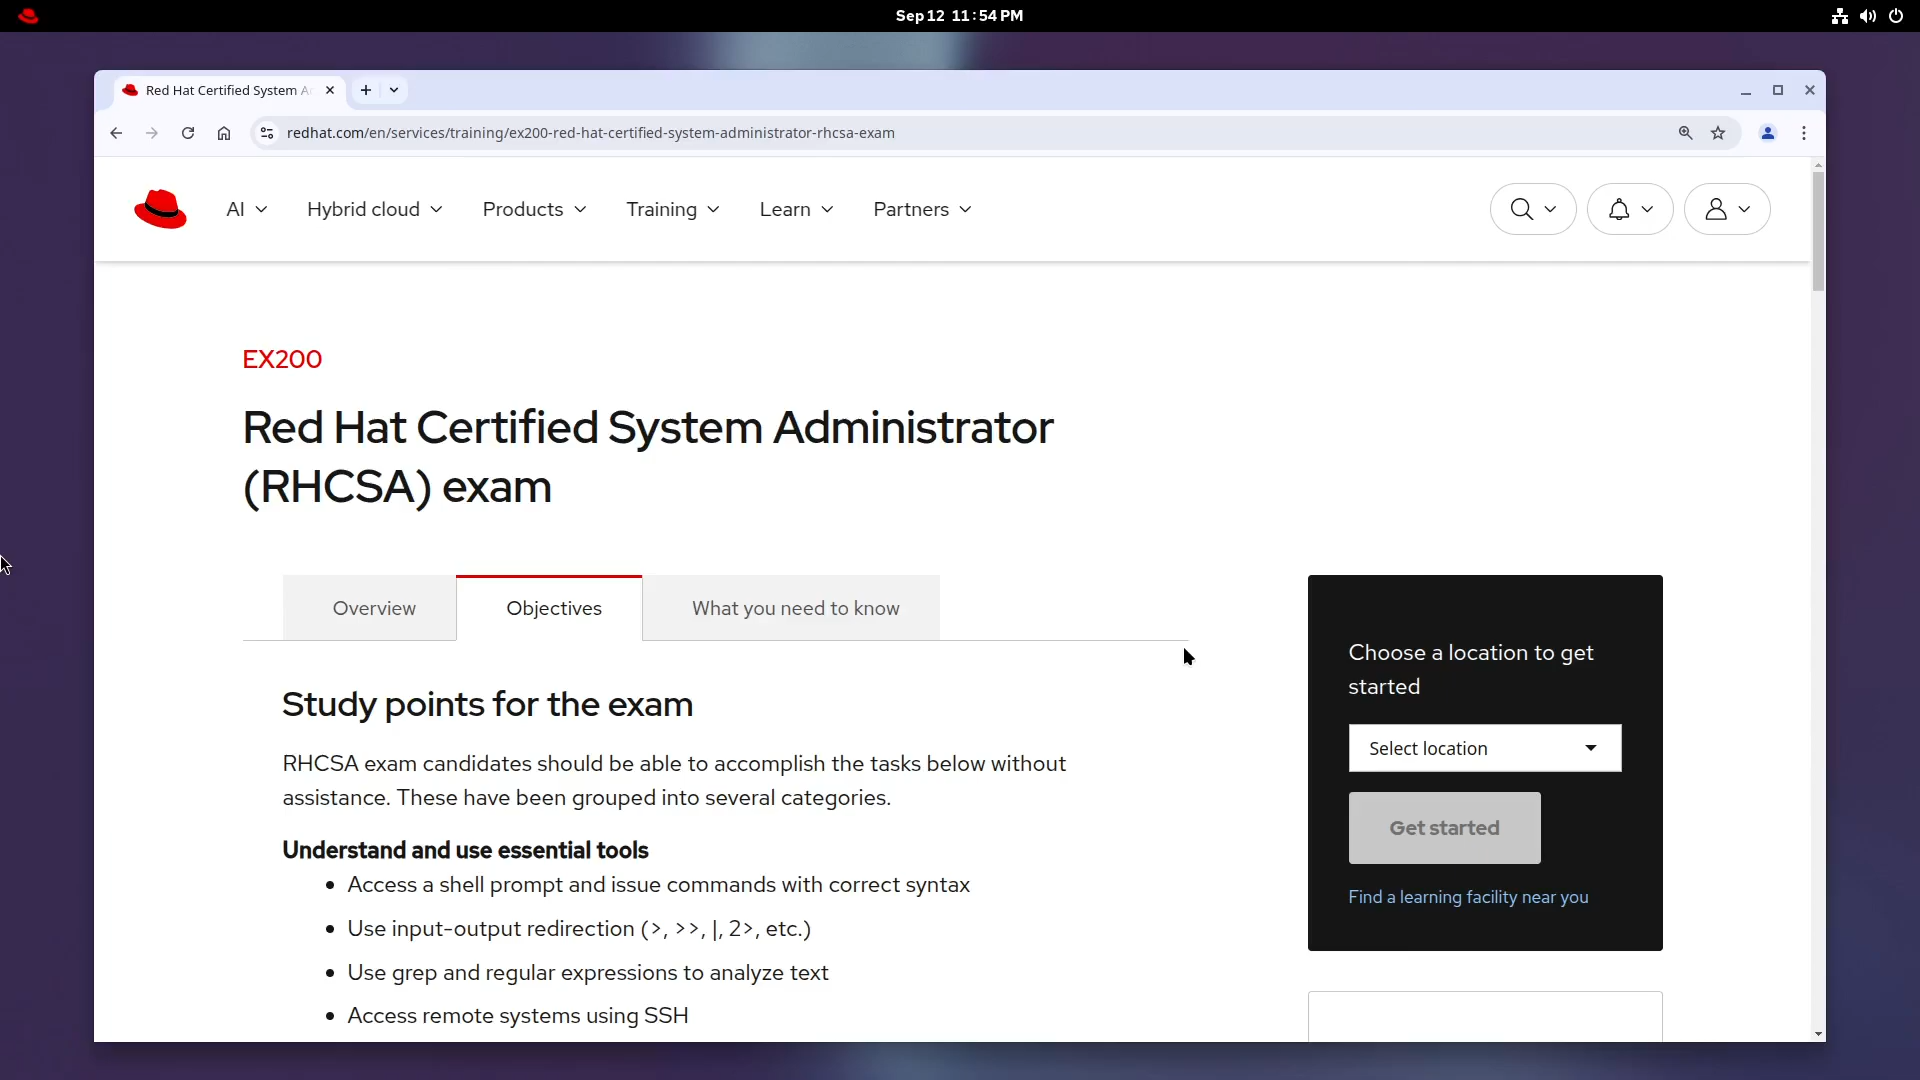 Sep 12 11:54 PM
Red Hat Certified System A
redhat.com/en/services/training/ex200-red-hat-certified-system-administrator-rhcsa-exam
AI Hybrid cloud Products Training Learn Partners
EX200
Red Hat Certified System Administrator
(RHCSA) exam
Overview Objectives What you need to know
Study points for the exam
RHCSA exam candidates should be able to accomplish the tasks below without
assistance. These have been grouped into several categories.
Understand and use essential tools
• Access a shell prompt and issue commands with correct syntax
• Use input-output redirection (>, >>, |, 2>, etc.)
• Use grep and regular expressions to analyze text
• Access remote systems using SSH
Choose a location to get
started
Select location
Get started
Find a learning facility near you